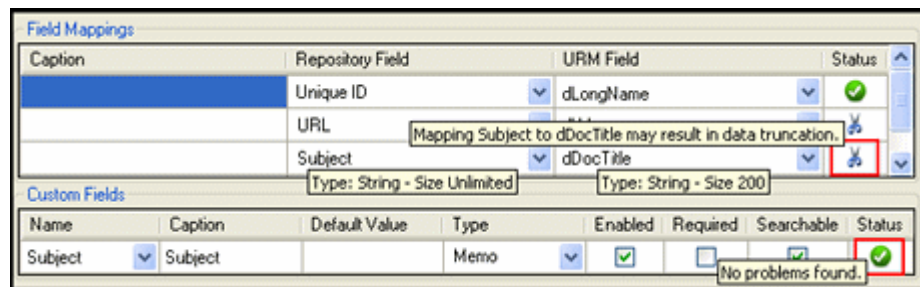 Field Mappings
Caption Repository Field URM Field Status
Unique ID dLongName
URL
Mapping Subject to dDocTitle may result in data truncation.
Subject dDocTitle
Type: String - Size Unlimited Type: String - Size 200
Custom Fields
Name Caption Default Value Type Enabled Required Searchable Status
Subject Subject Memo
No problems found.